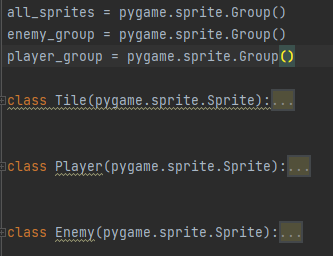 all_sprites = pygame.sprite.Group()
enemy_group = pygame.sprite.Group()
player_group = pygame.sprite.Group()
class Tile(pygame.sprite.Sprite):...
class Player(pygame.sprite.Sprite):...
class Enemy(pygame.sprite.Sprite):...